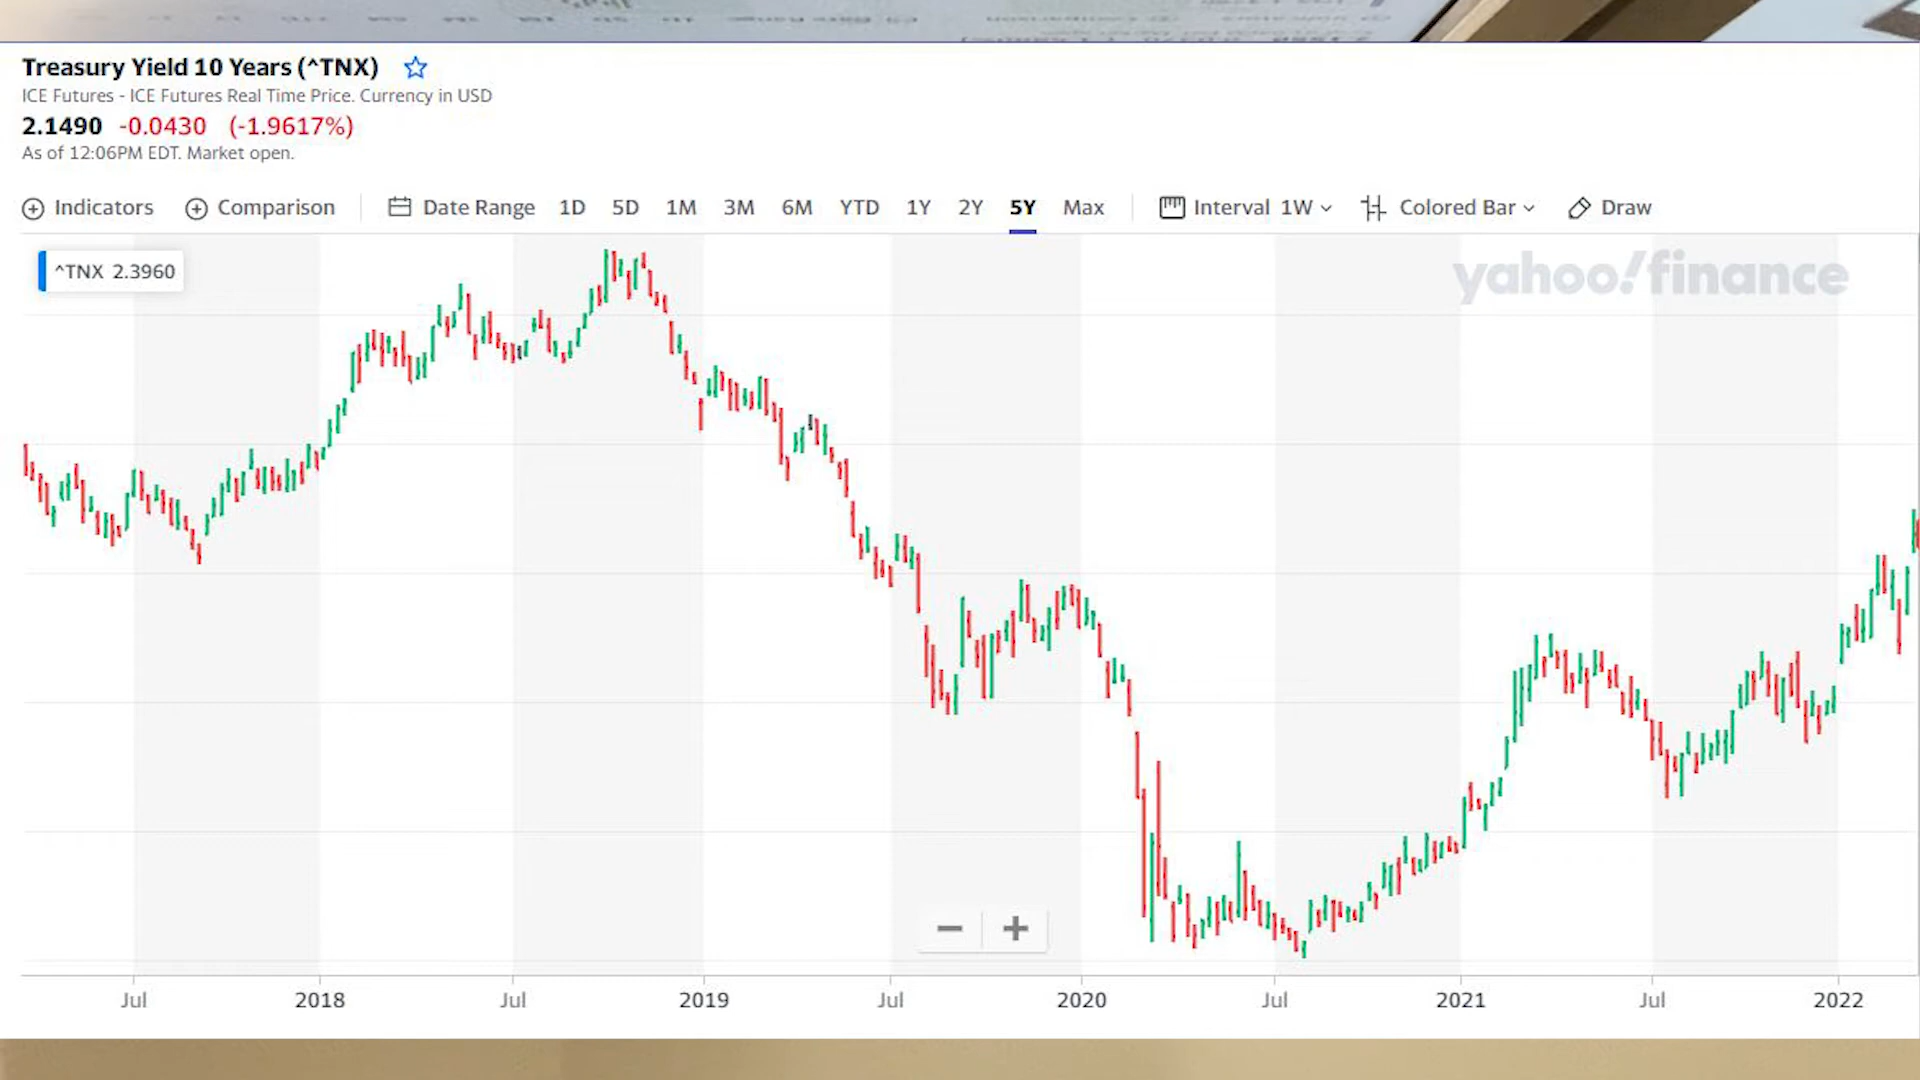 Treasury Yield 10 Years (^TNX)
ICE Futures - ICE Futures Real Time Price. Currency in USD
2.1490 -0.0430 (-1.9617%)
As of 12:06PM EDT. Market open.
Indicators Comparison Date Range 1D 5D 1M 3M 6M YTD 1Y 2Y 5Y Max Interval 1W Colored Bar Draw
^TNX 2.3960
yahoo!finance
Jul 2018 Jul 2019 Jul 2020 Jul 2021 Jul 2022